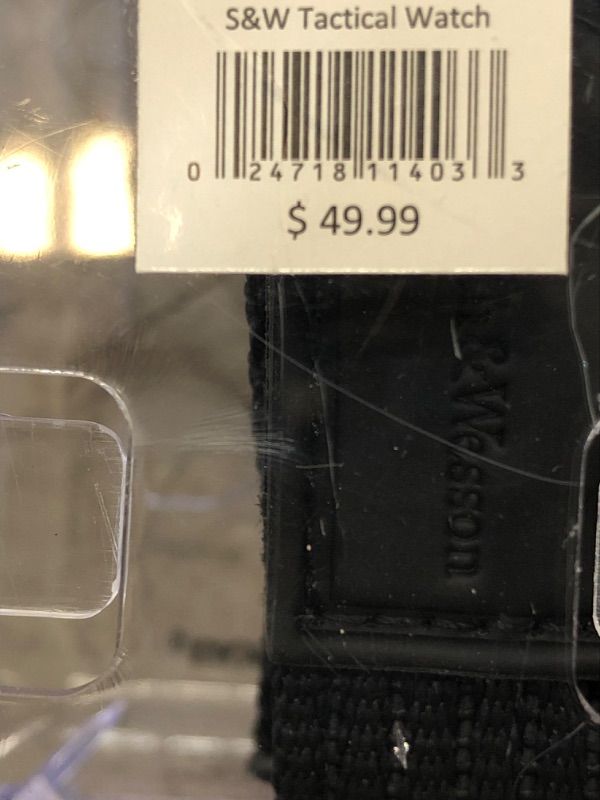 S&W Tactical Watch
0 24718 11403 3
$ 49.99
&Wesson